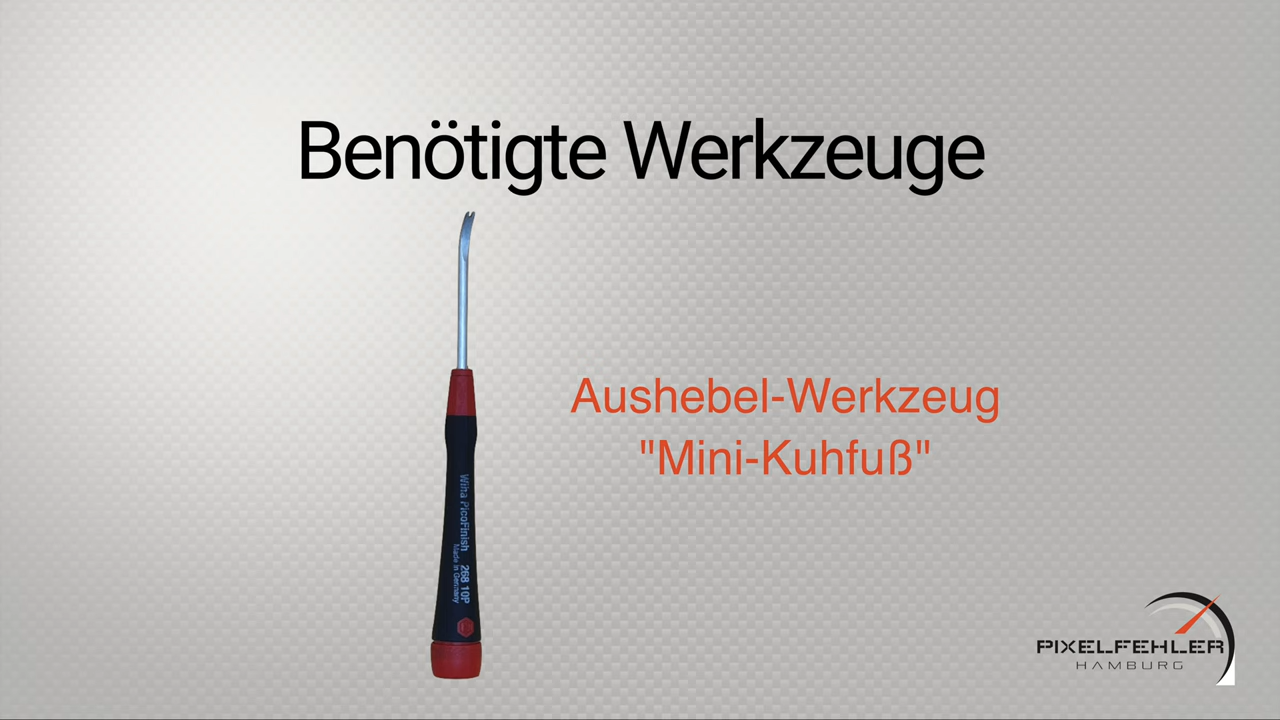 Benötigte Werkzeuge
Aushebel-Werkzeug
"Mini-Kuhfuß"
Wiha PicoFinish 268 10P
Made in Germany
PIXELFEHLER
HAMBURG